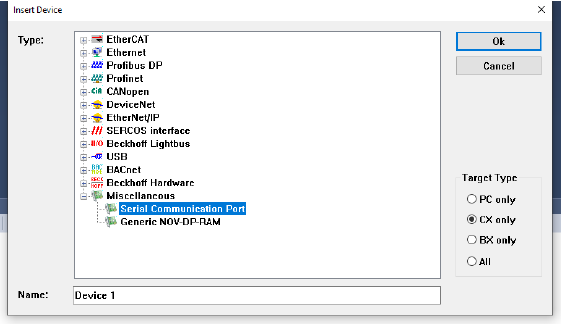 Insert Device
Type:
EtherCAT
Ethernet
Profibus DP
Profinet
CANopen
DeviceNet
EtherNet/IP
SERCOS interface
Beckhoff Lightbus
USB
BACnet
Beckhoff Hardware
Miscellaneous
Serial Communication Port
Generic NOV-DP-RAM
Ok
Cancel
Target Type
PC only
CX only
BX only
All
Name:
Device 1